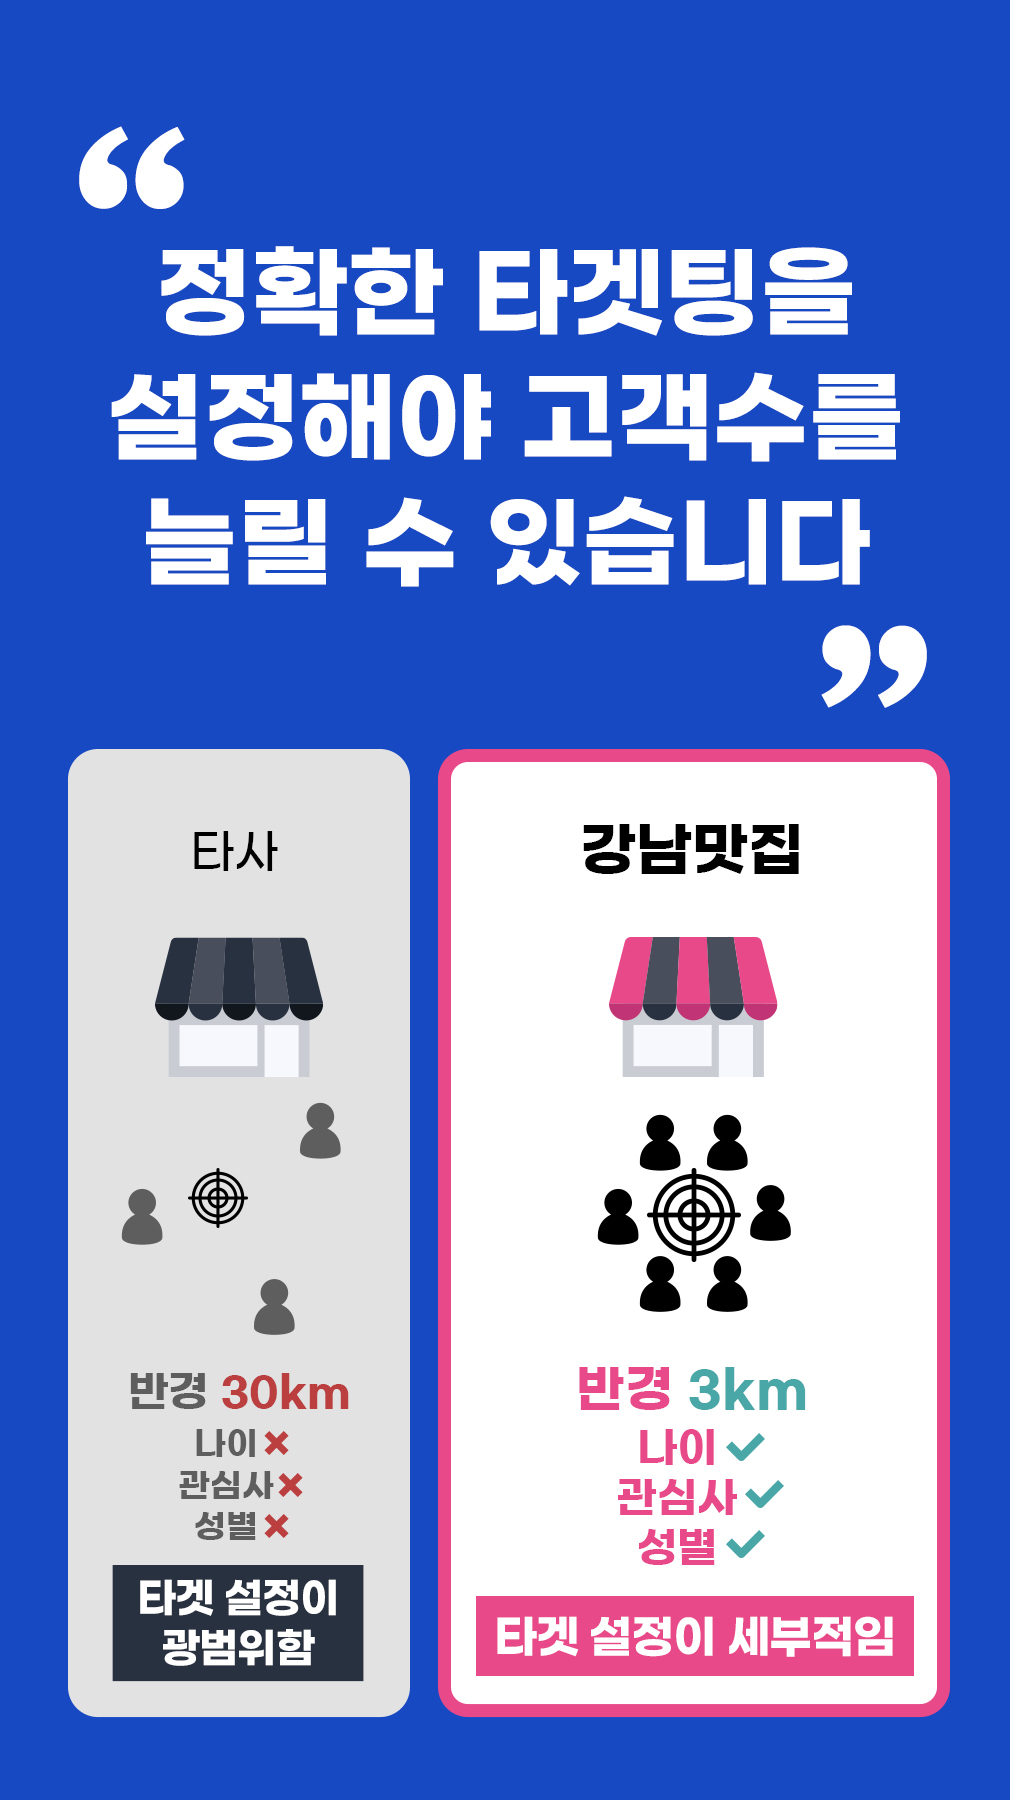 “
정확한 타겟팅을
설정해야 고객수를
늘릴 수 있습니다
”
타사
반경 30km
나이
관심사
성별
타겟 설정이
광범위함
강남맛집
반경 3km
나이
관심사
성별
타겟 설정이 세부적임